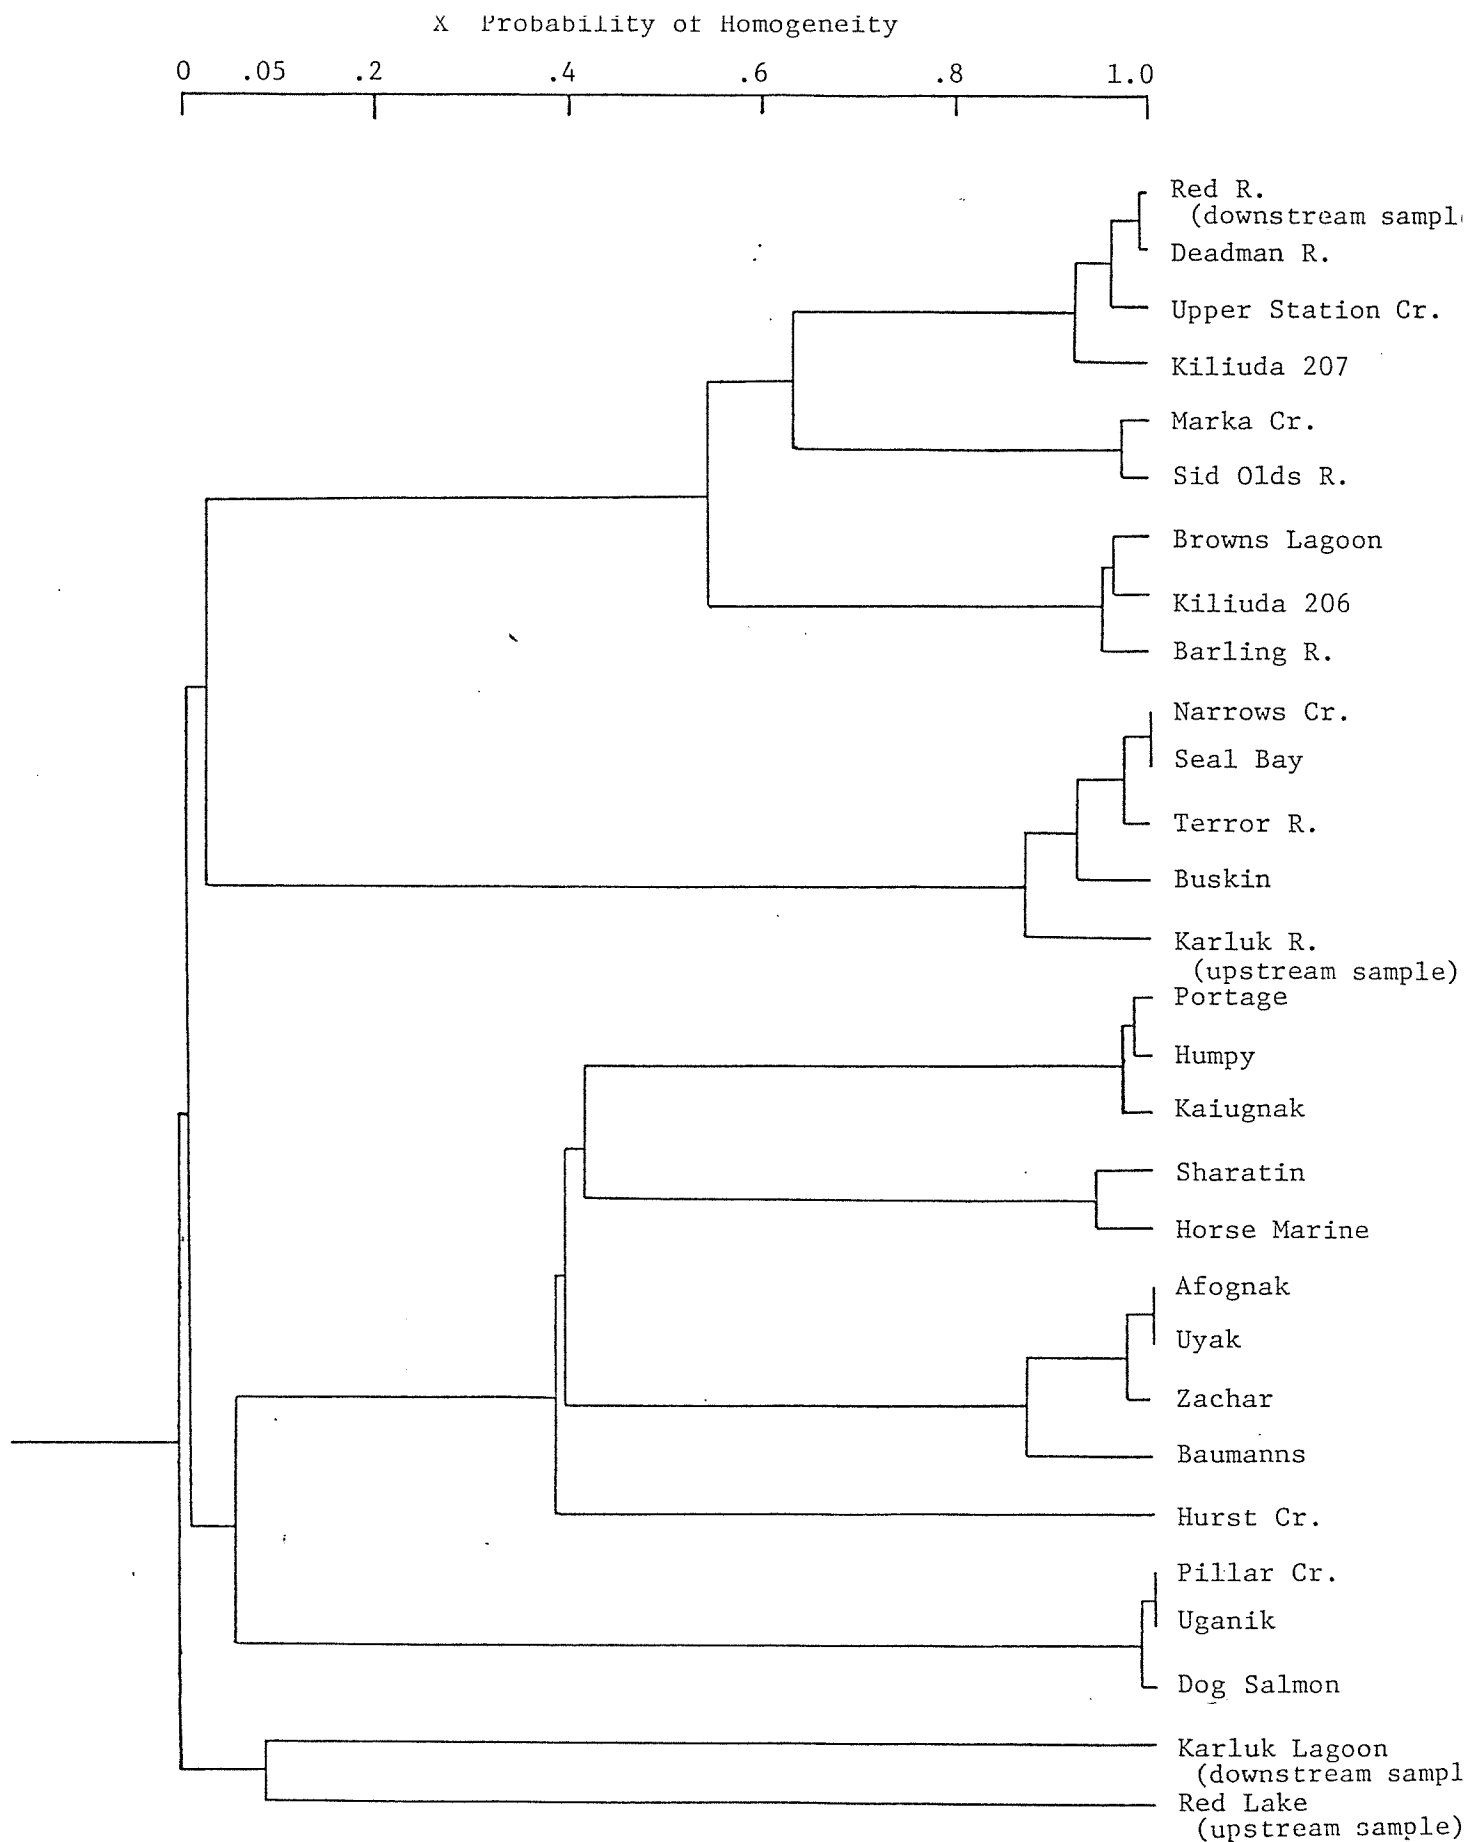 X Probability of Homogeneity
0 .05 .2 .4 .6 .8 1.0
Red R.
(downstream sampl
Deadman R.
Upper Station Cr.
Kiliuda 207
Marka Cr.
Sid Olds R.
Browns Lagoon
Kiliuda 206
Barling R.
Narrows Cr.
Seal Bay
Terror R.
Buskin
Karluk R.
(upstream sample)
Portage
Humpy
Kaiugnak
Sharatin
Horse Marine
Afognak
Uyak
Zachar
Baumanns
Hurst Cr.
Pillar Cr.
Uganik
Dog Salmon
Karluk Lagoon
(downstream sampl
Red Lake
(upstream sample)